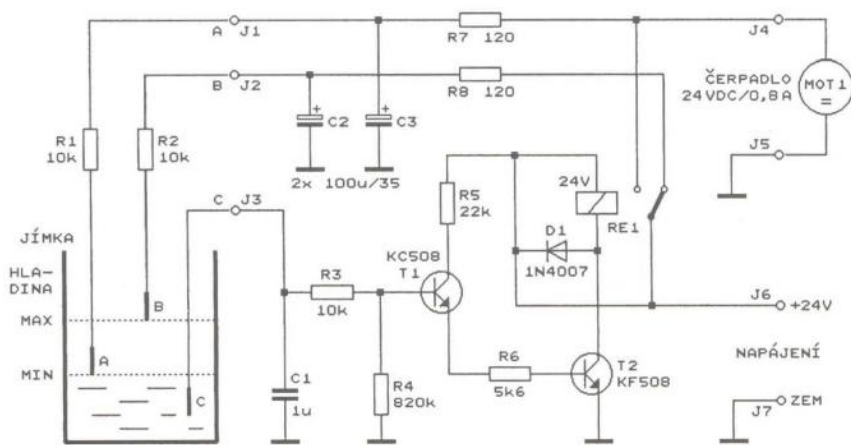 A J1
R7 120
J4
B J2
R8 120
ČERPADLO
24VDC/0,8A
MOT1
=
R1
10k
R2
10k
+
C2
+
C3
2x 100u/35
J5
C J3
R5
22k
24V
RE1
JÍMKA
HLA-
DINA
MAX
B
MIN
A
C
D1
1N4007
KC508
T1
R3
10k
J6
+24V
R6
5k6
T2
KF508
NAPÁJENÍ
C1
1u
R4
820k
J7
ZEM